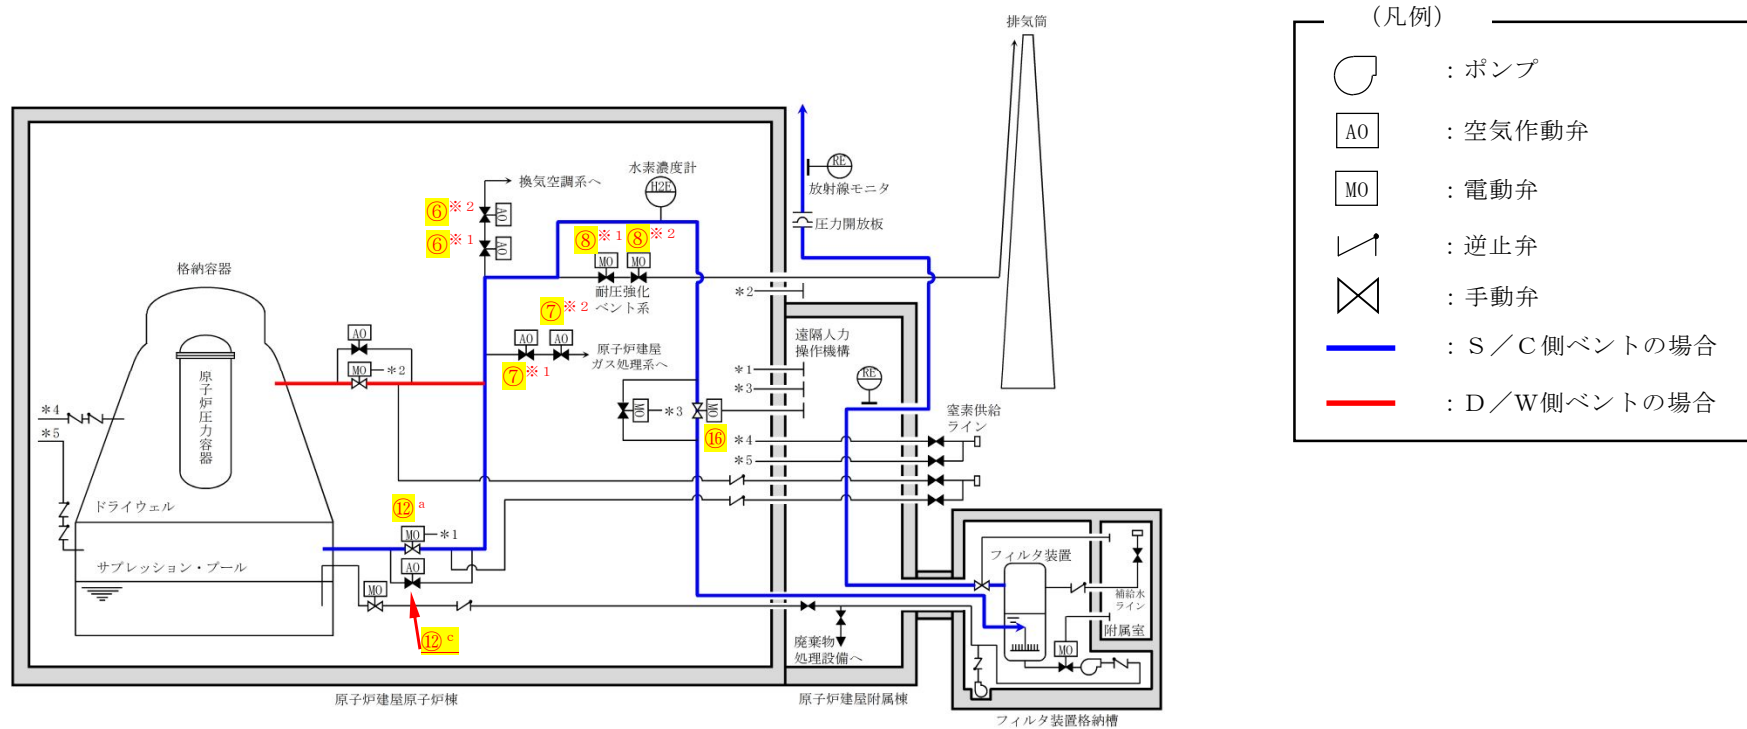 排気筒
（凡例）
：ポンプ
AO
：空気作動弁
MO
：電動弁
：逆止弁
：手動弁
：Ｓ／Ｃ側ベントの場合
：Ｄ／Ｗ側ベントの場合
水素濃度計
H2E
換気空調系へ
⑥※２
AO
⑥※１
AO
⑧※１
⑧※２
MO
MO
耐圧強化
ベント系
RE
放射線モニタ
圧力開放板
格納容器
原子炉圧力容器
AO
MO
＊2
⑦※２
AO
AO
⑦※１
原子炉建屋
ガス処理系へ
＊2
遠隔人力
操作機構
＊1
＊3
MO
＊3
MO
⑯
RE
窒素供給
ライン
＊4
＊5
＊4
＊5
ドライウェル
⑫ａ
MO
＊1
AO
サプレッション・プール
MO
⑫ｃ
廃棄物
処理設備へ
フィルタ装置
補給水
ライン
附属室
MO
原子炉建屋原子炉棟
原子炉建屋附属棟
フィルタ装置格納槽